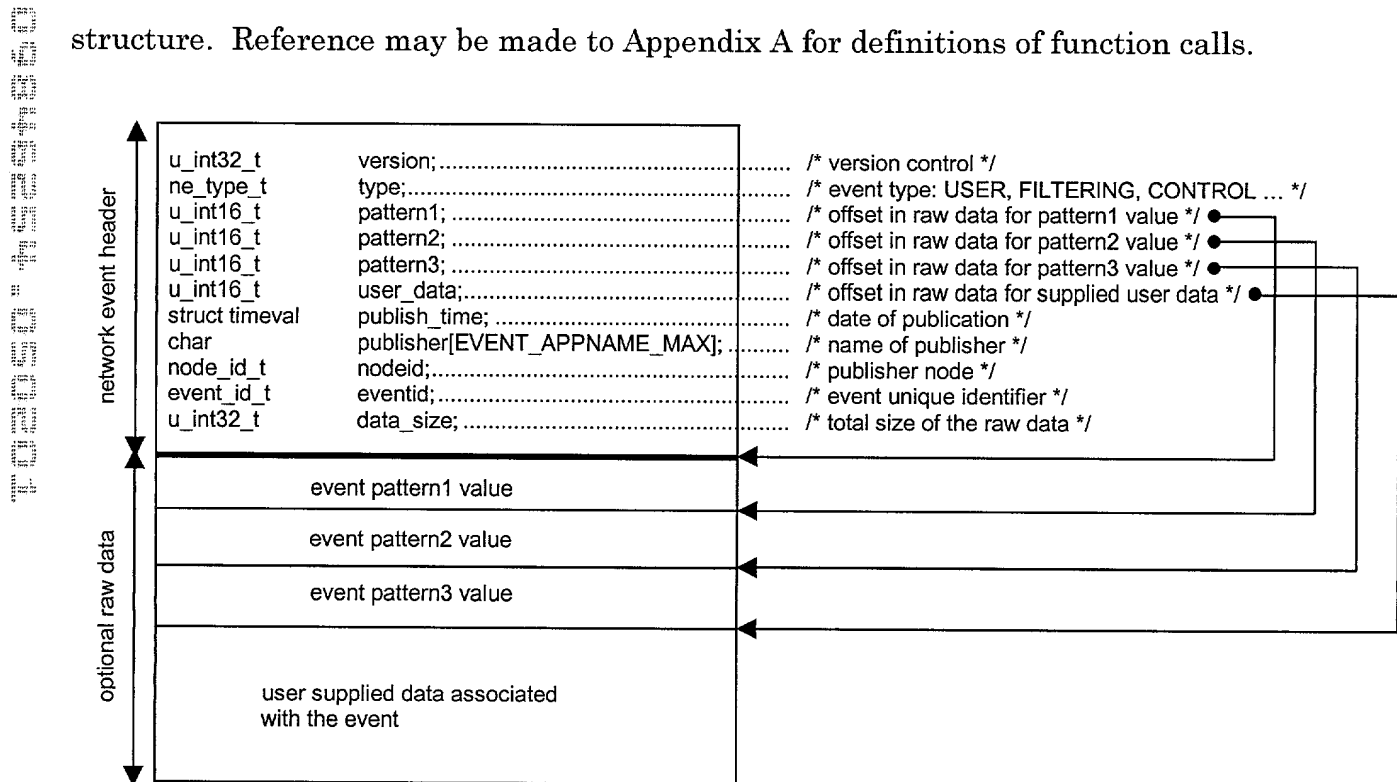 structure. Reference may be made to Appendix A for definitions of function calls.
network event header
u_int32_t version; /* version control */
ne_type_t type; /* event type: USER, FILTERING, CONTROL ... */
u_int16_t pattern1; /* offset in raw data for pattern1 value */
u_int16_t pattern2; /* offset in raw data for pattern2 value */
u_int16_t pattern3; /* offset in raw data for pattern3 value */
u_int16_t user_data; /* offset in raw data for supplied user data */
struct timeval publish_time; /* date of publication */
char publisher[EVENT_APPNAME_MAX]; /* name of publisher */
node_id_t nodeid; /* publisher node */
event_id_t eventid; /* event unique identifier */
u_int32_t data_size; /* total size of the raw data */
optional raw data
event pattern1 value
event pattern2 value
event pattern3 value
user supplied data associated
with the event